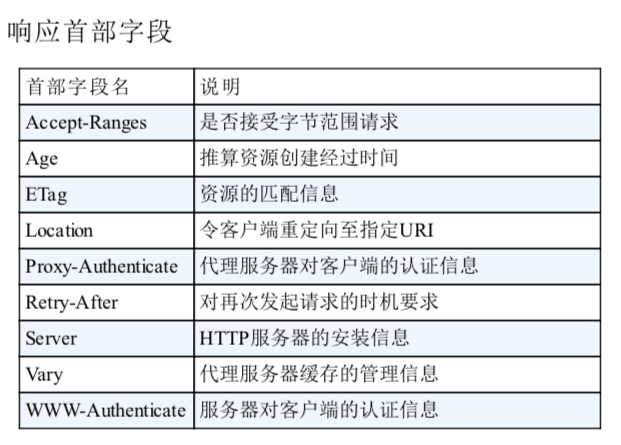 响应首部字段
首部字段名 说明
Accept-Ranges 是否接受字节范围请求
Age 推算资源创建经过时间
ETag 资源的匹配信息
Location 令客户端重定向至指定URI
Proxy-Authenticate 代理服务器对客户端的认证信息
Retry-After 对再次发起请求的时机要求
Server HTTP服务器的安装信息
Vary 代理服务器缓存的管理信息
WWW-Authenticate 服务器对客户端的认证信息